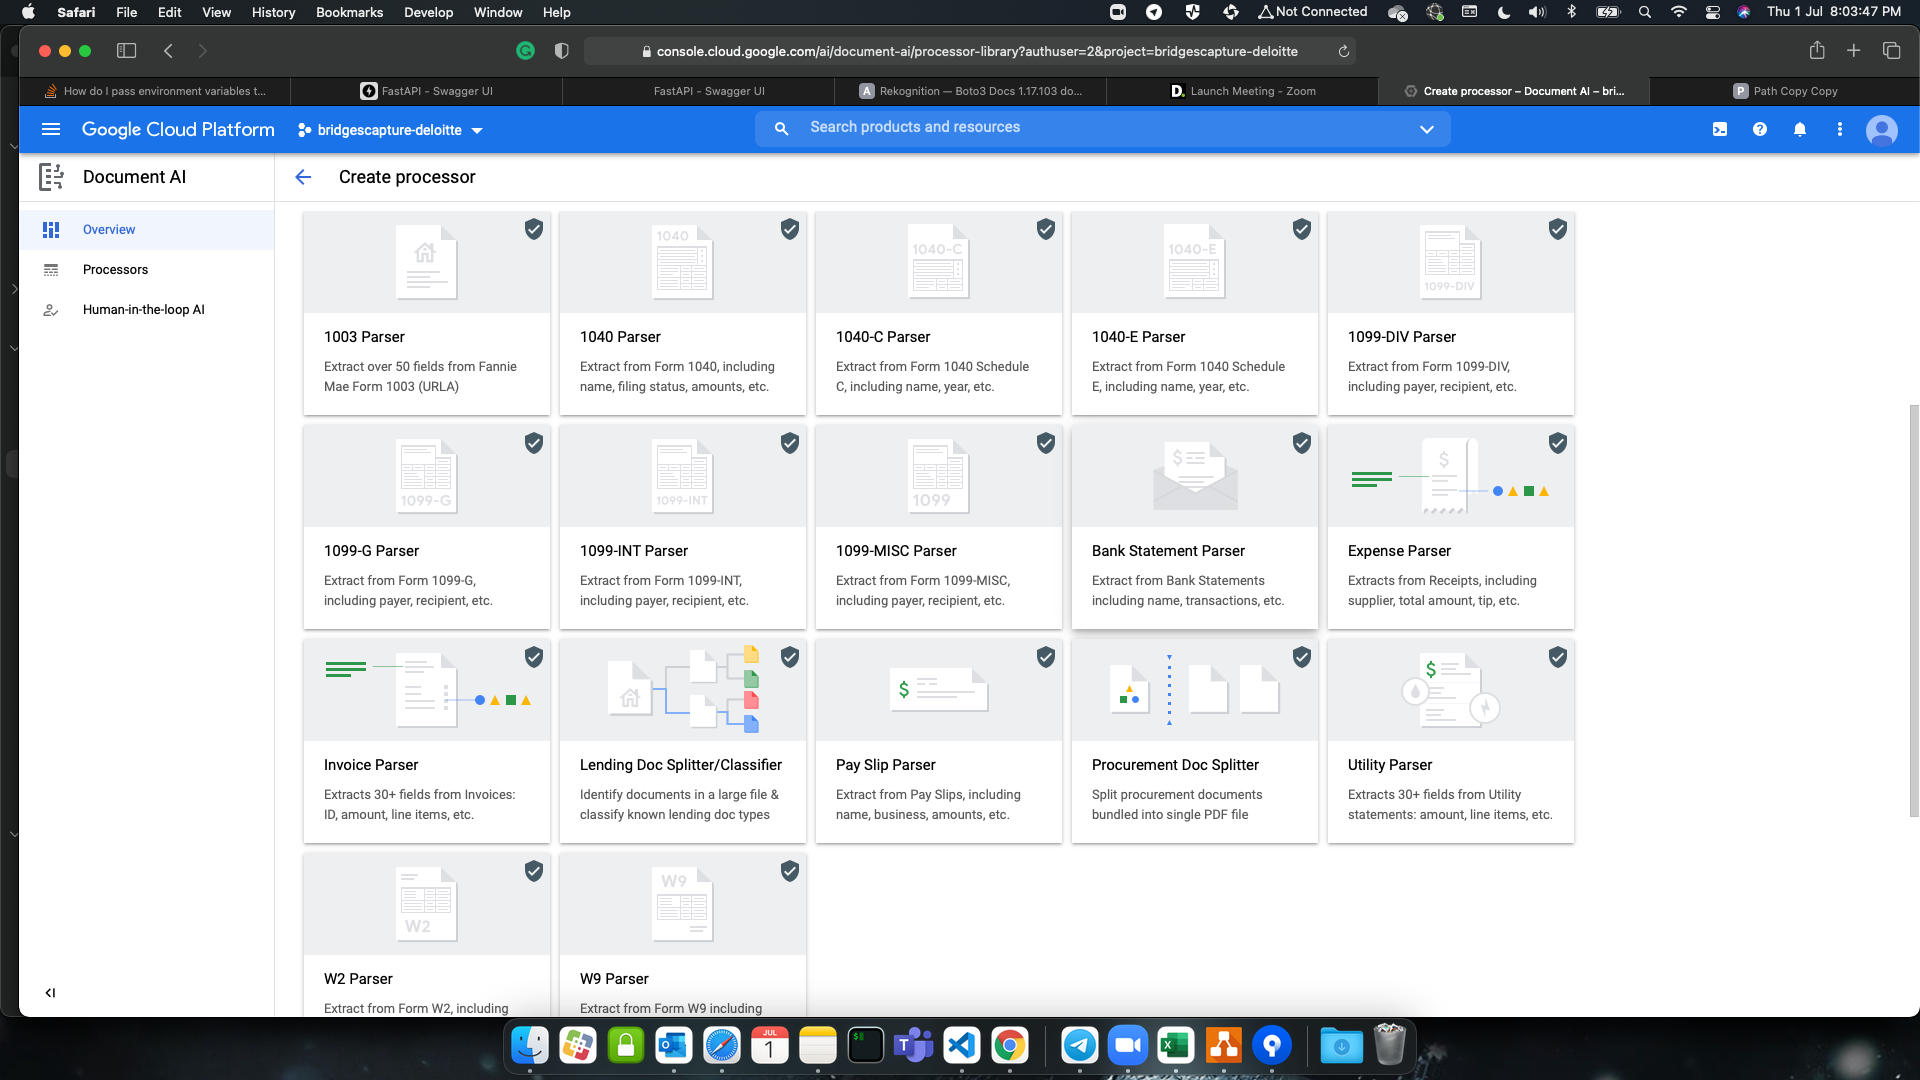 Safari File Edit View History Bookmarks Develop Window Help Not Connected Thu 1 Jul 8:03:47 PM
console.cloud.google.com/ai/document-ai/processor-library?authuser=2&project=bridgescapture-deloitte
How do I pass environment variables t... FastAPI - Swagger UI FastAPI - Swagger UI Rekognition — Boto3 Docs 1.17.103 do... Launch Meeting - Zoom Create processor – Document AI – bri... Path Copy Copy
Google Cloud Platform bridgescapture-deloitte Search products and resources
Document AI
Create processor
Overview
Processors
Human-in-the-loop AI
1040 1040-C 1040-E 1099-DIV
1003 Parser
Extract over 50 fields from Fannie
Mae Form 1003 (URLA)
1040 Parser
Extract from Form 1040, including
name, filing status, amounts, etc.
1040-C Parser
Extract from Form 1040 Schedule
C, including name, year, etc.
1040-E Parser
Extract from Form 1040 Schedule
E, including name, year, etc.
1099-DIV Parser
Extract from Form 1099-DIV,
including payer, recipient, etc.
1099-G 1099-INT 1099 $ $
1099-G Parser
Extract from Form 1099-G,
including payer, recipient, etc.
1099-INT Parser
Extract from Form 1099-INT,
including payer, recipient, etc.
1099-MISC Parser
Extract from Form 1099-MISC,
including payer, recipient, etc.
Bank Statement Parser
Extract from Bank Statements
including name, transactions, etc.
Expense Parser
Extracts from Receipts, including
supplier, total amount, tip, etc.
$ $
Invoice Parser
Extracts 30+ fields from Invoices:
ID, amount, line items, etc.
Lending Doc Splitter/Classifier
Identify documents in a large file &
classify known lending doc types
Pay Slip Parser
Extract from Pay Slips, including
name, business, amounts, etc.
Procurement Doc Splitter
Split procurement documents
bundled into single PDF file
Utility Parser
Extracts 30+ fields from Utility
statements: amount, line items, etc.
W2 W9
W2 Parser
Extract from Form W2, including
W9 Parser
Extract from Form W9 including
JUL
1